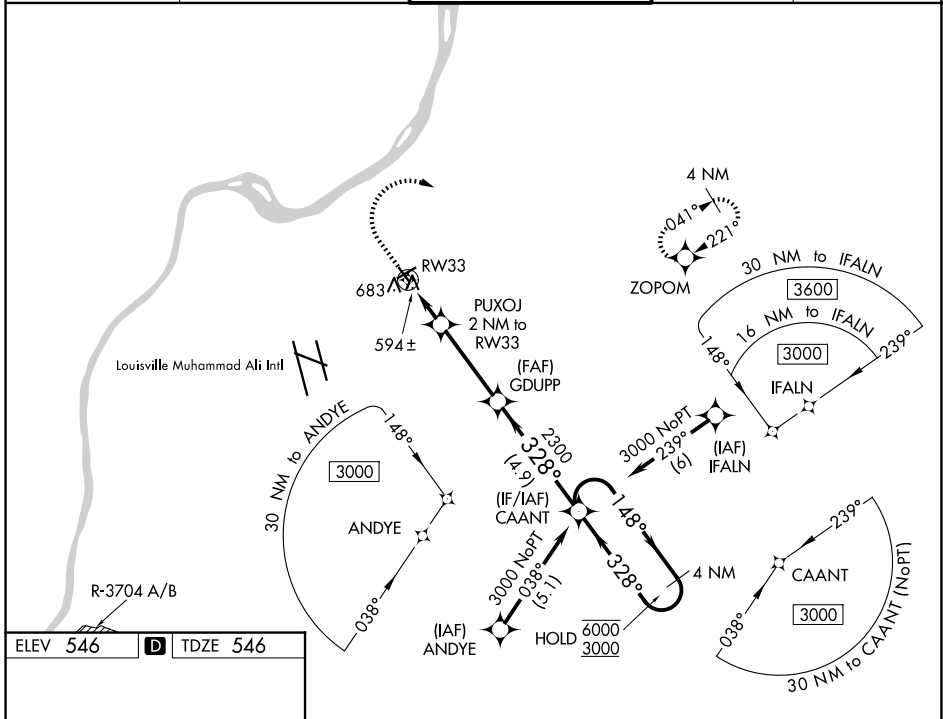 4 NM
041°
221°
ZOPOM
RW33
683
594±
PUXOJ
2 NM to
RW33
(FAF)
GDUPP
Louisville Muhammad Ali Intl
30 NM to IFALN
3600
16 NM to IFALN
3000
148°
239°
IFALN
3000 NoPT
239°
(6)
(IAF)
IFALN
2300
328°
(4.9)
(IF/IAF)
CAANT
148°
328°
4 NM
HOLD
6000
3000
3000 NoPT
038°
(5.1)
(IAF)
ANDYE
30 NM to ANDYE
148°
3000
ANDYE
038°
239°
CAANT
038°
3000
30 NM to CAANT (NoPT)
R-3704 A/B
ELEV 546 D TDZE 546